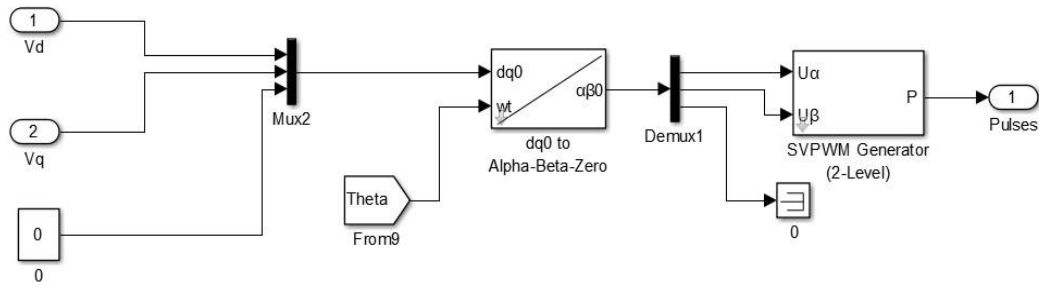 1
Vd
2
Vq
0
0
Mux2
dq0
wt
αβ0
dq0 to
Alpha-Beta-Zero
Theta
From9
Demux1
Uα
Uβ
P
SVPWM Generator
(2-Level)
0
1
Pulses